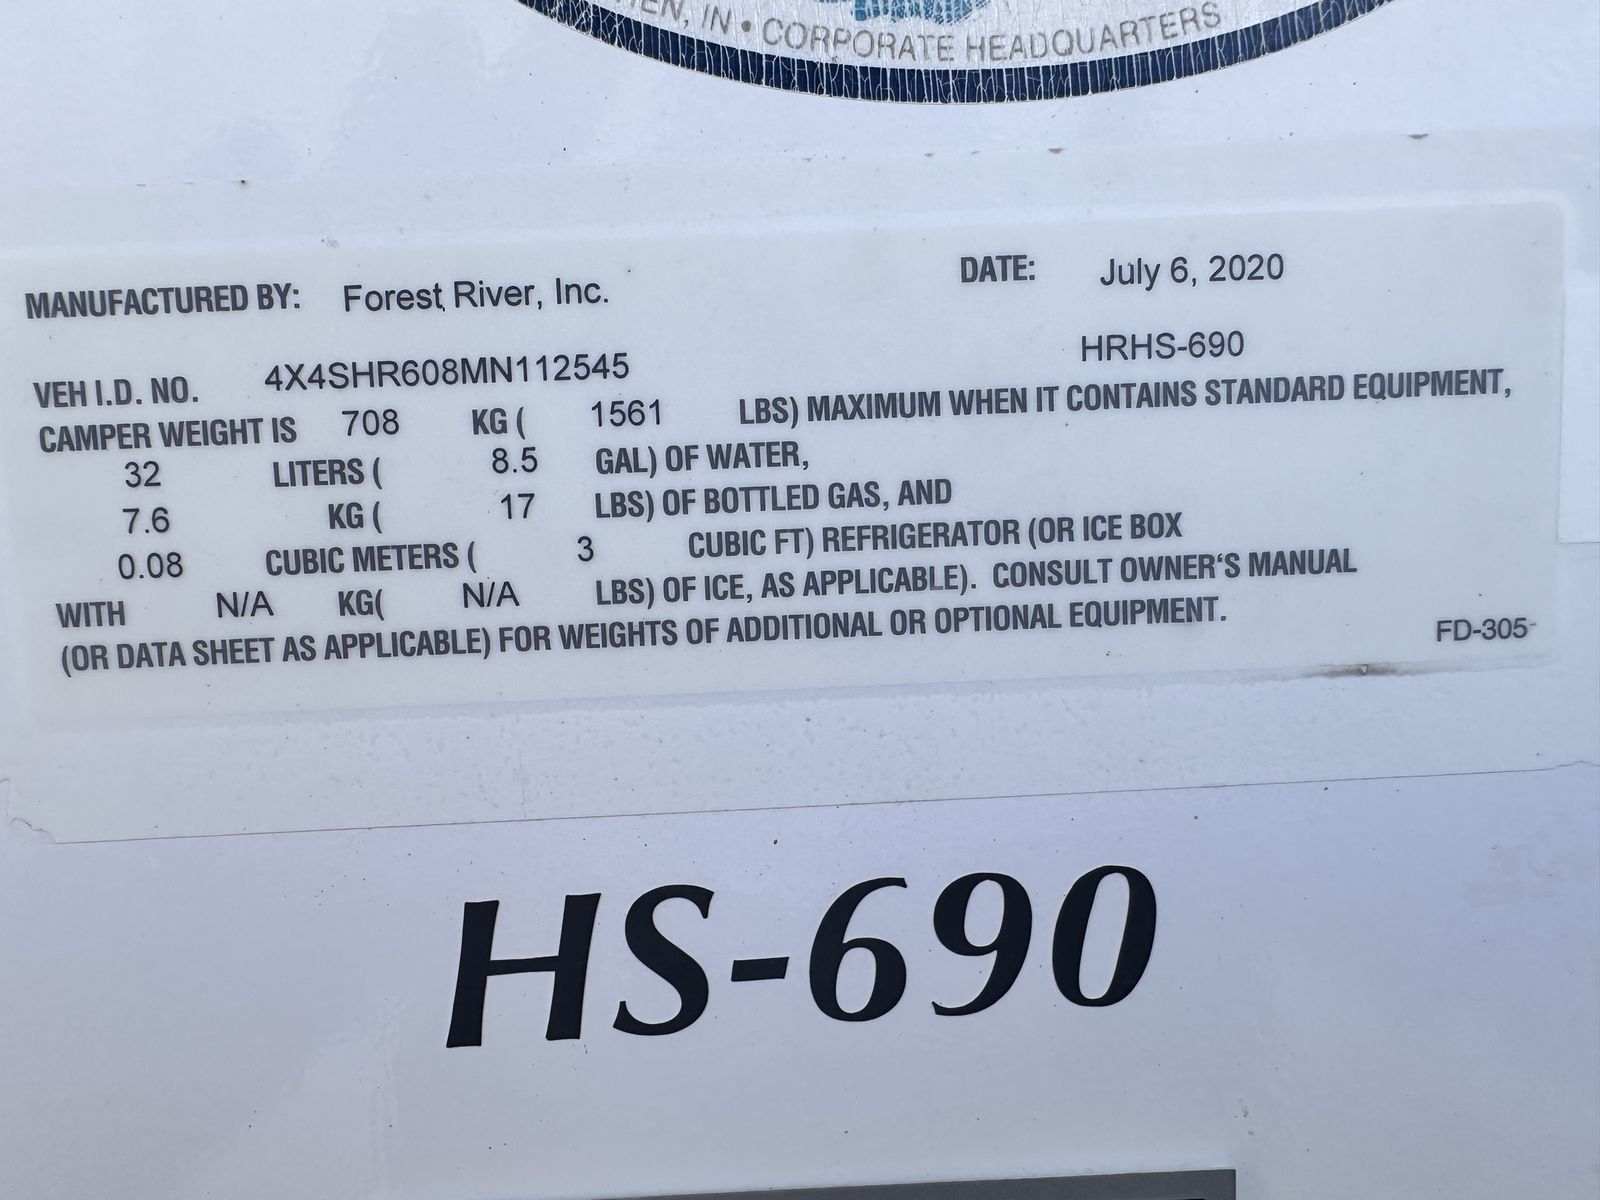 IN • CORPORATE HEADQUARTERS
MANUFACTURED BY: Forest River, Inc. DATE: July 6, 2020
VEH I.D. NO. 4X4SHR608MN112545 HRHS-690
CAMPER WEIGHT IS 708 KG ( 1561 LBS) MAXIMUM WHEN IT CONTAINS STANDARD EQUIPMENT,
32 LITERS ( 8.5 GAL) OF WATER,
7.6 KG ( 17 LBS) OF BOTTLED GAS, AND
0.08 CUBIC METERS ( 3 CUBIC FT) REFRIGERATOR (OR ICE BOX
WITH N/A KG( N/A LBS) OF ICE, AS APPLICABLE). CONSULT OWNER'S MANUAL
(OR DATA SHEET AS APPLICABLE) FOR WEIGHTS OF ADDITIONAL OR OPTIONAL EQUIPMENT.
FD-305
HS-690